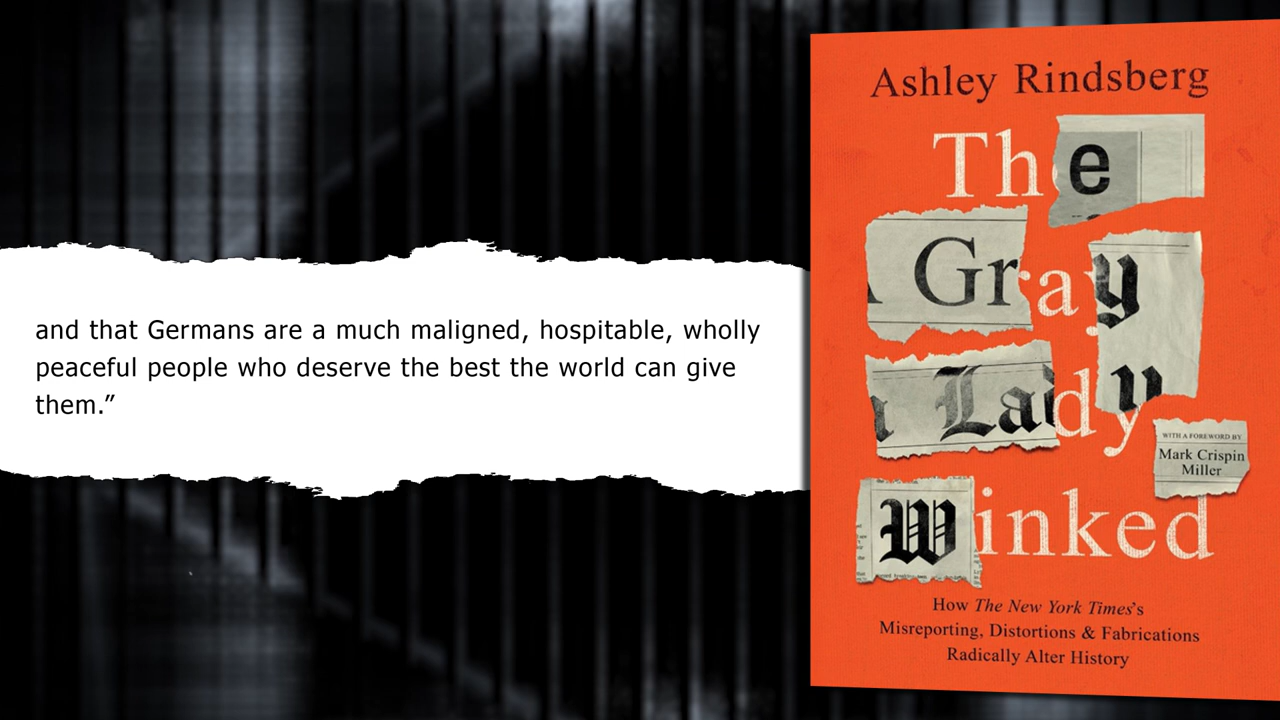 and that Germans are a much maligned, hospitable, wholly
peaceful people who deserve the best the world can give
them.”
Ashley Rindsberg
The
Gray
Lady
Winked
WITH A FOREWORD BY
Mark Crispin
Miller
How The New York Times's
Misreporting, Distortions & Fabrications
Radically Alter History